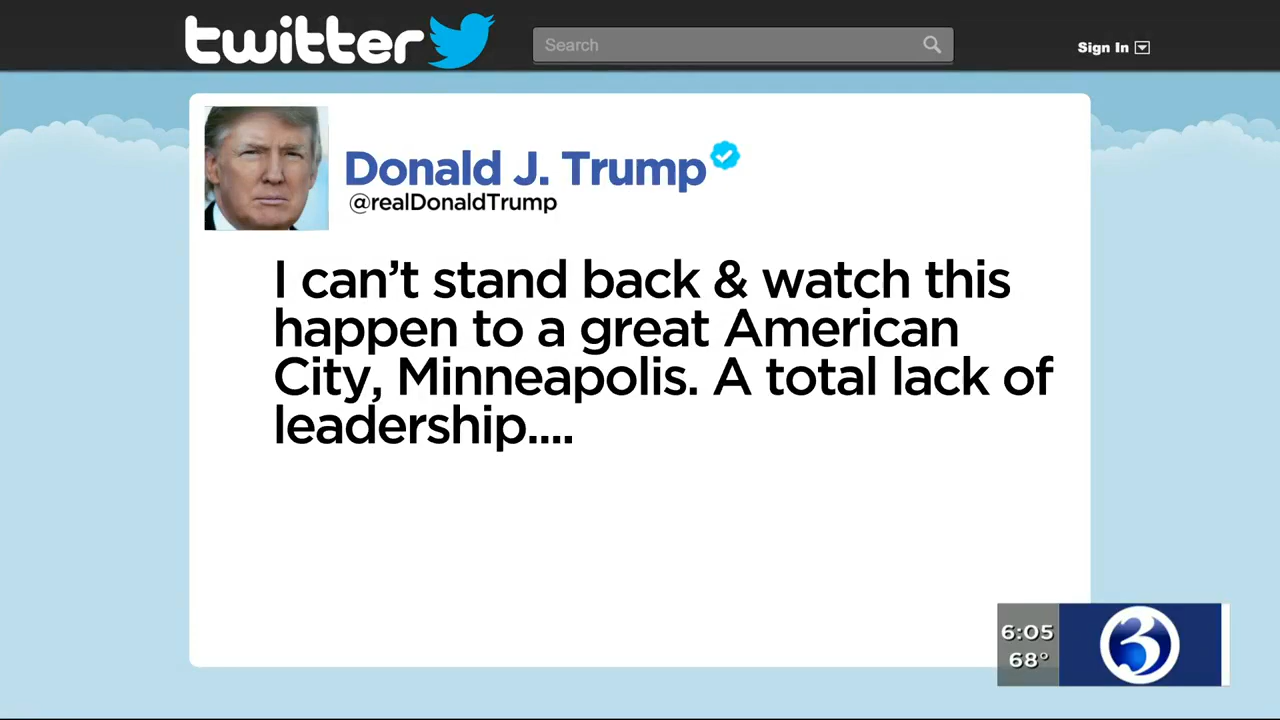 twitter
Search
Sign In
Donald J. Trump
@realDonaldTrump
I can’t stand back & watch this
happen to a great American
City, Minneapolis. A total lack of
leadership....
6:05
68°
3